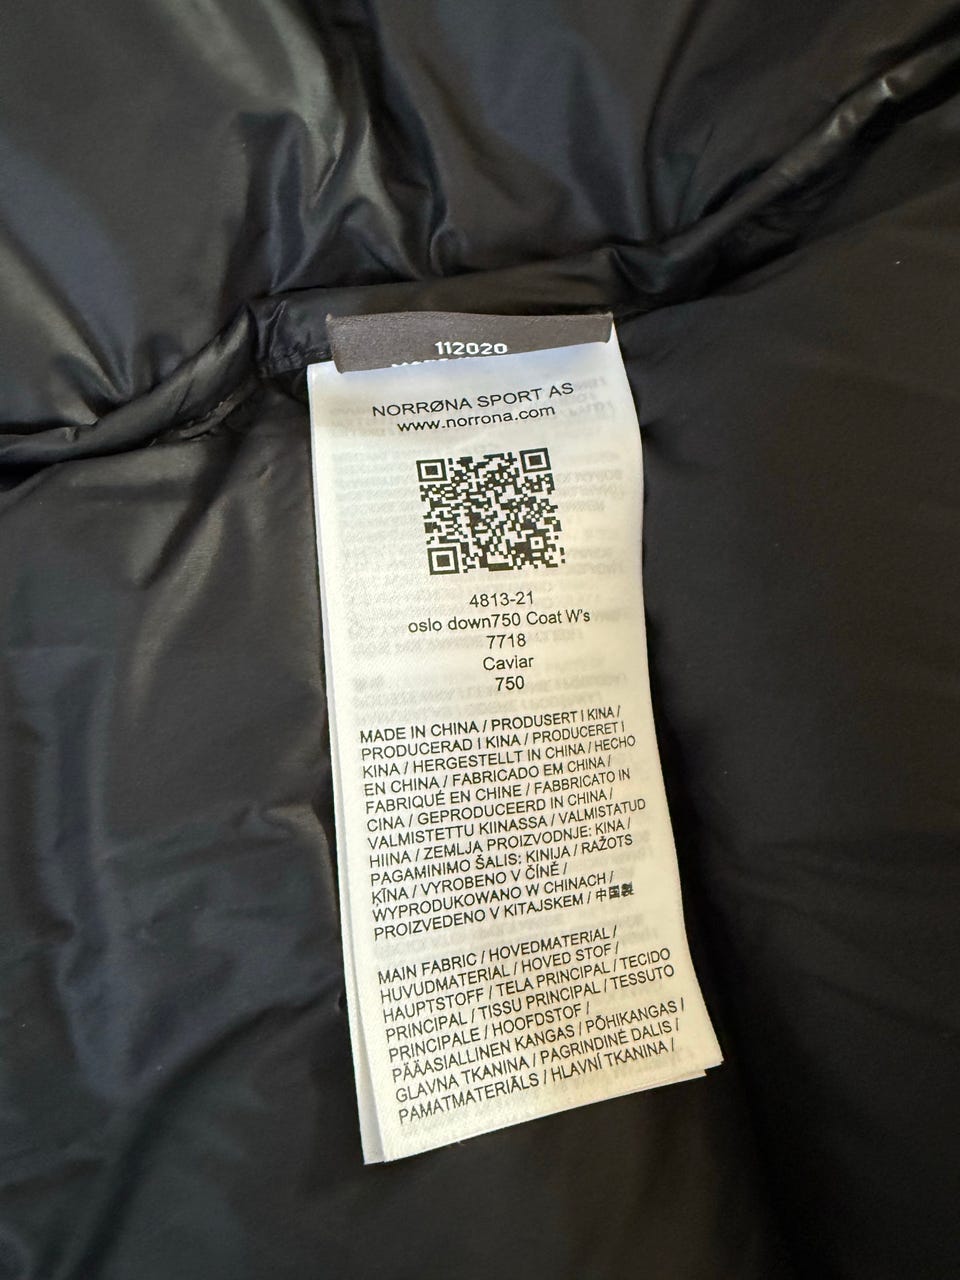 112020
NORRØNA SPORT AS
www.norrona.com
4813-21
oslo down750 Coat W's
7718
Caviar
750
MADE IN CHINA / PRODUSERT I KINA /
PRODUCERAD I KINA / PRODUCERET I
KINA / HERGESTELLT IN CHINA / HECHO
EN CHINA / FABRICADO EM CHINA /
FABRIQUÉ EN CHINE / FABBRICATO IN
CINA / GEPRODUCEERD IN CHINA /
VALMISTETTU KIINASSA / VALMISTATUD
HIINA / ZEMLJA PROIZVODNJE: KINA /
PAGAMINIMO ŠALIS: KINIJA / RAŽOTS
ĶĪNA / VYROBENO V ČÍNĚ /
WYPRODUKOWANO W CHINACH /
PROIZVEDENO V KITAJSKEM / 中国製
MAIN FABRIC / HOVEDMATERIAL /
HUVUDMATERIAL / HOVED STOF /
HAUPTSTOFF / TELA PRINCIPAL / TECIDO
PRINCIPAL / TISSU PRINCIPAL / TESSUTO
PRINCIPALE / HOOFDSTOF /
PÄÄASIALLINEN KANGAS / PÕHIKANGAS /
GLAVNA TKANINA / PAGRINDINĖ DALIS /
PAMATMATERIĀLS / HLAVNÍ TKANINA /